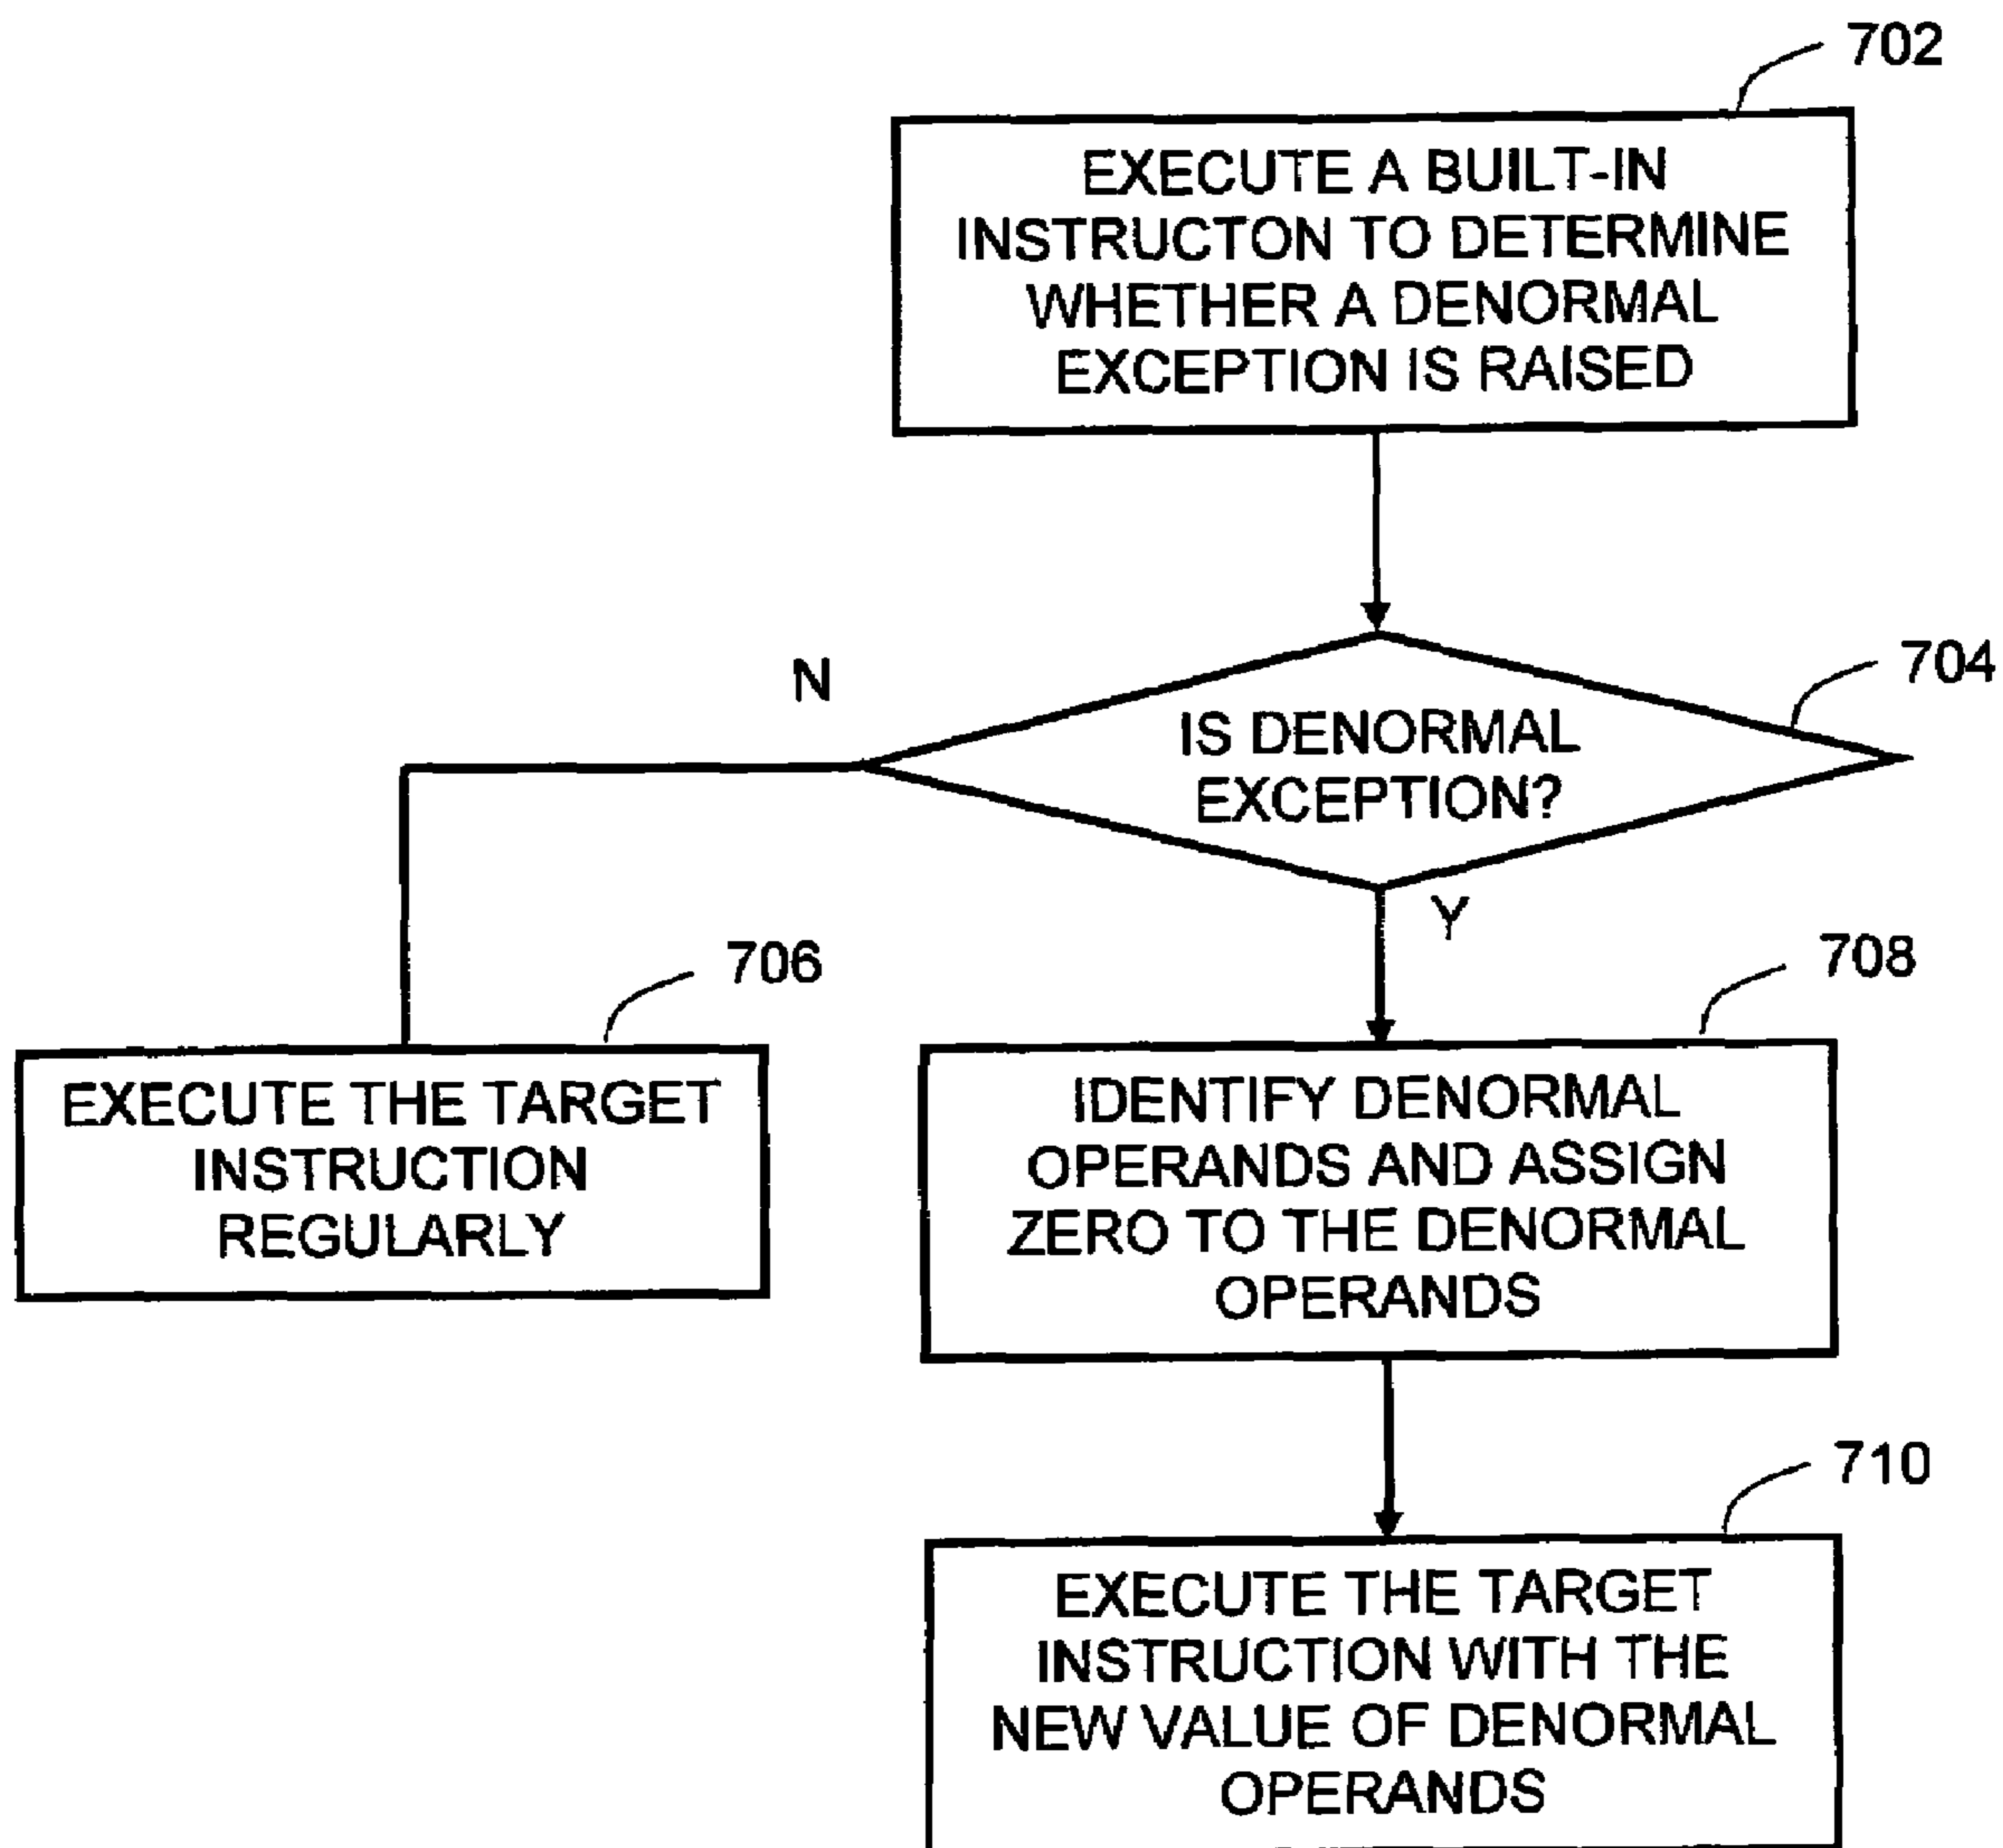 702
EXECUTE A BUILT-IN
INSTRUCTON TO DETERMINE
WHETHER A DENORMAL
EXCEPTION IS RAISED
704
N
IS DENORMAL
EXCEPTION?
Y
706
EXECUTE THE TARGET
INSTRUCTION
REGULARLY
708
IDENTIFY DENORMAL
OPERANDS AND ASSIGN
ZERO TO THE DENORMAL
OPERANDS
710
EXECUTE THE TARGET
INSTRUCTION WITH THE
NEW VALUE OF DENORMAL
OPERANDS